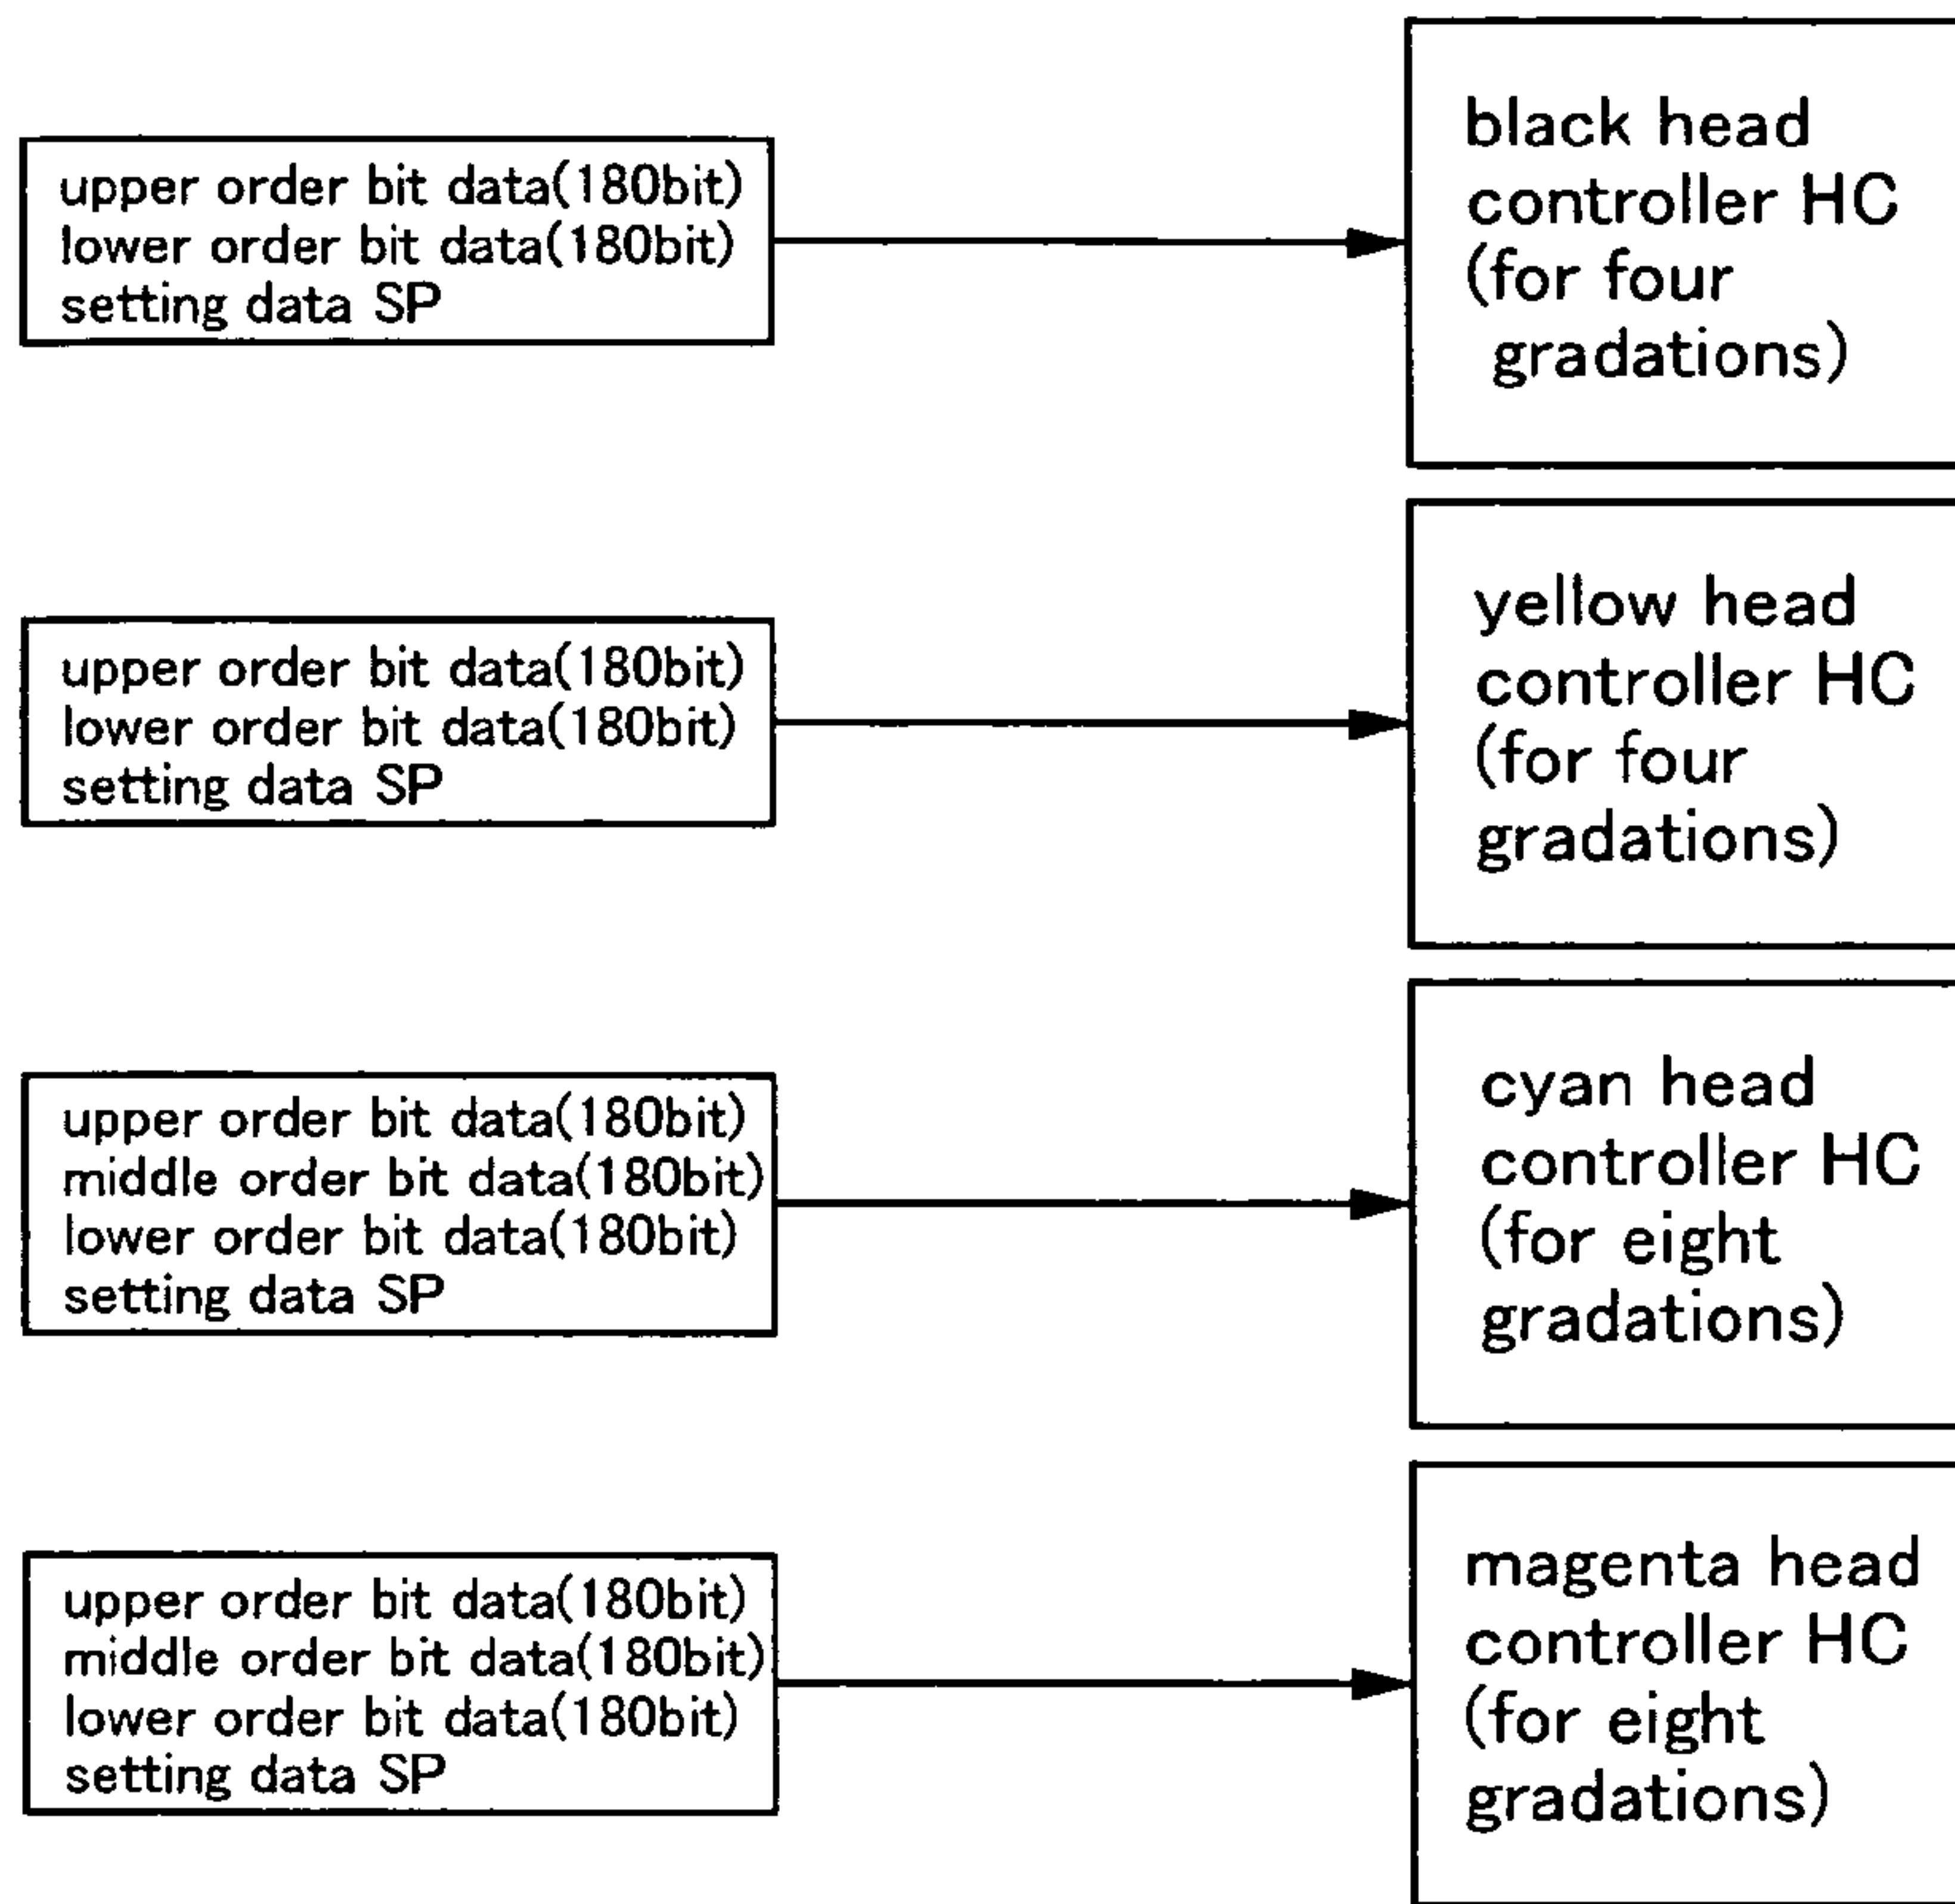 upper order bit data(180bit)
lower order bit data(180bit)
setting data SP
black head
controller HC
(for four
gradations)
upper order bit data(180bit)
lower order bit data(180bit)
setting data SP
yellow head
controller HC
(for four
gradations)
upper order bit data(180bit)
middle order bit data(180bit)
lower order bit data(180bit)
setting data SP
cyan head
controller HC
(for eight
gradations)
upper order bit data(180bit)
middle order bit data(180bit)
lower order bit data(180bit)
setting data SP
magenta head
controller HC
(for eight
gradations)